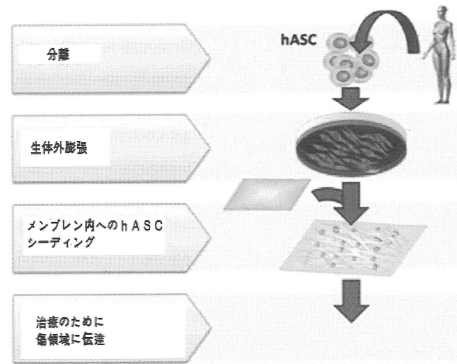 hASC
分離
生体外膨張
メンブレン内へのhASC
シーディング
治療のために
傷領域に伝達